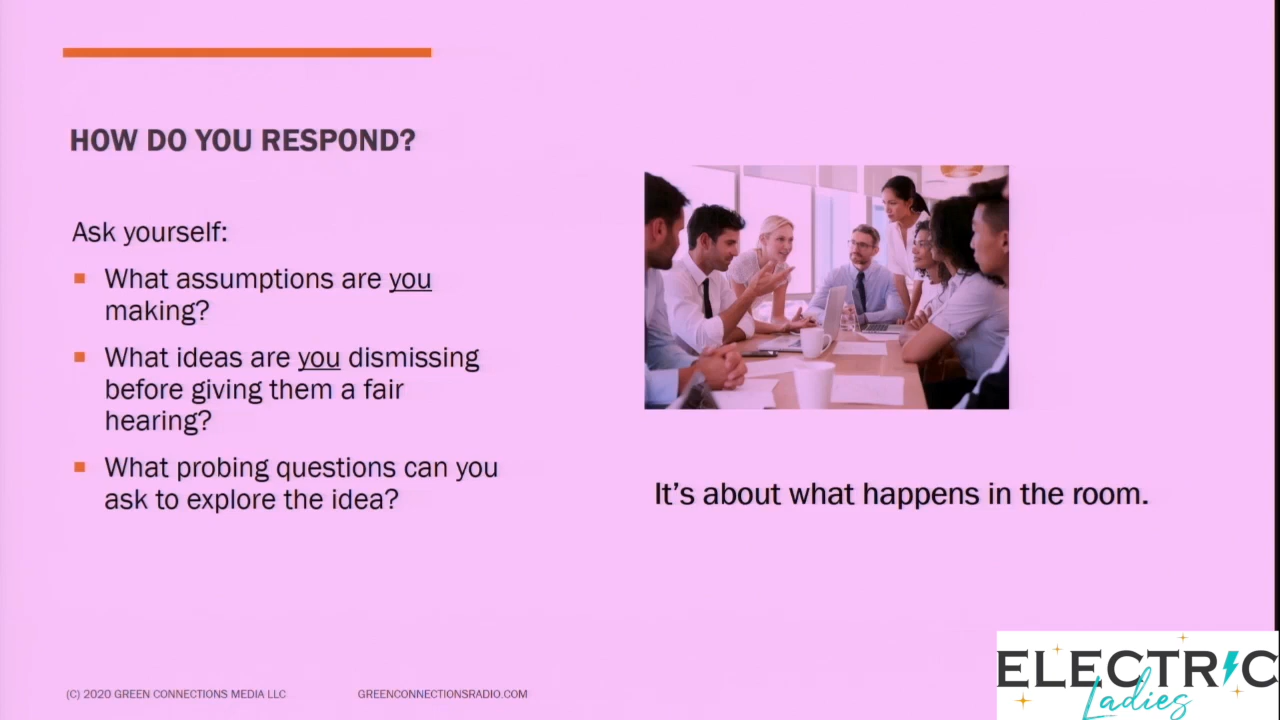 HOW DO YOU RESPOND?
Ask yourself:
What assumptions are you
making?
What ideas are you dismissing
before giving them a fair
hearing?
What probing questions can you
ask to explore the idea?
It's about what happens in the room.
(C) 2020 GREEN CONNECTIONS MEDIA LLC
GREENCONNECTIONSRADIO.COM
ELECTRIC
Ladies